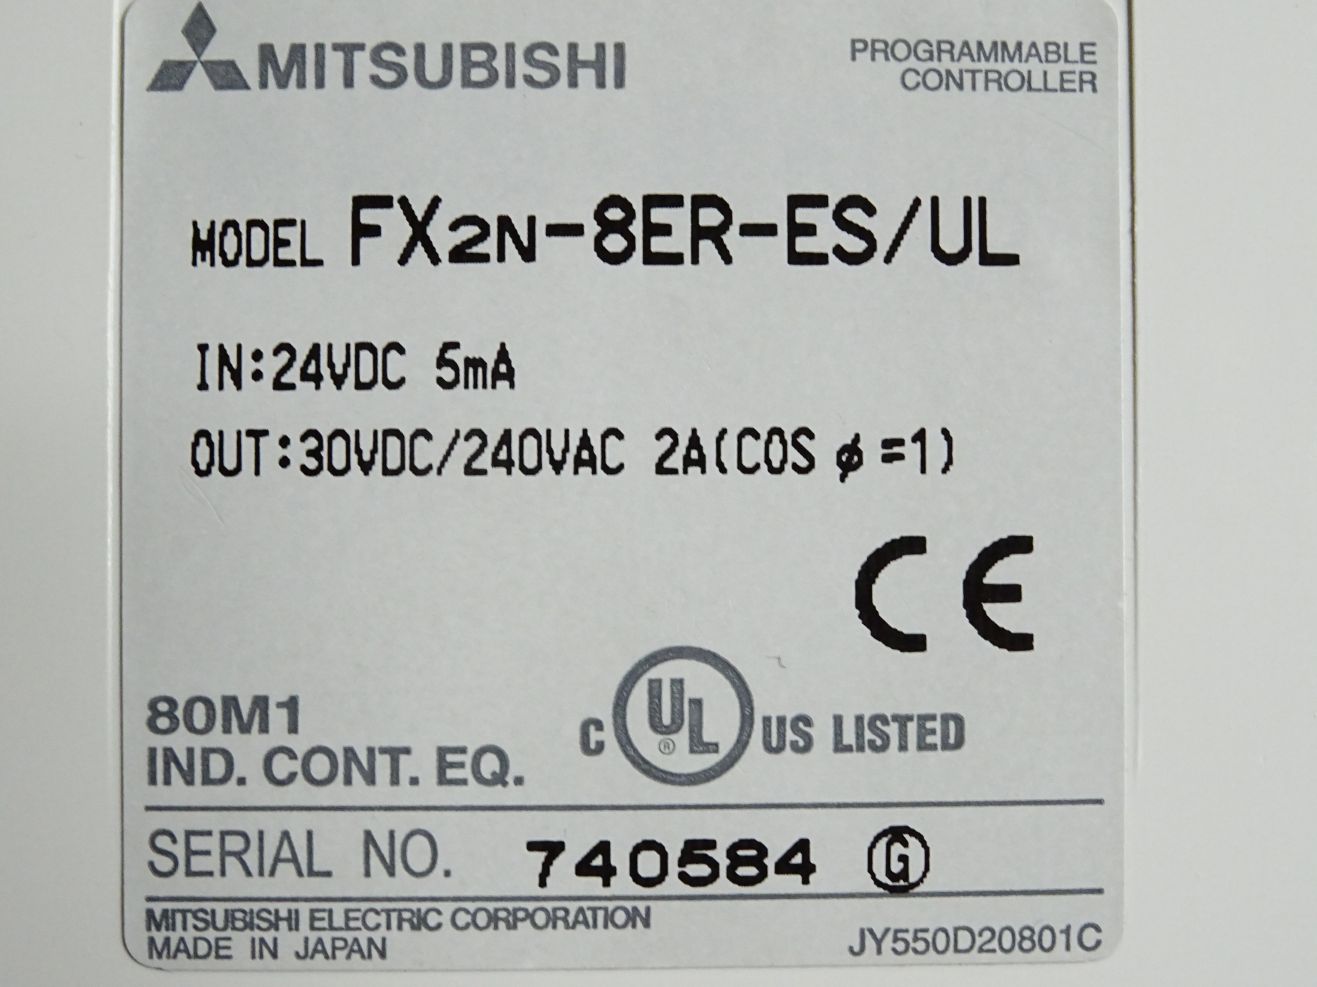 MITSUBISHI
PROGRAMMABLE
CONTROLLER
MODEL FX2N-8ER-ES/UL
IN:24VDC 5mA
OUT:30VDC/240VAC 2A(COS ϕ=1)
CE
80M1
IND. CONT. EQ.
C UL® US LISTED
SERIAL NO. 740584 Ⓖ
MITSUBISHI ELECTRIC CORPORATION
MADE IN JAPAN
JY550D20801C